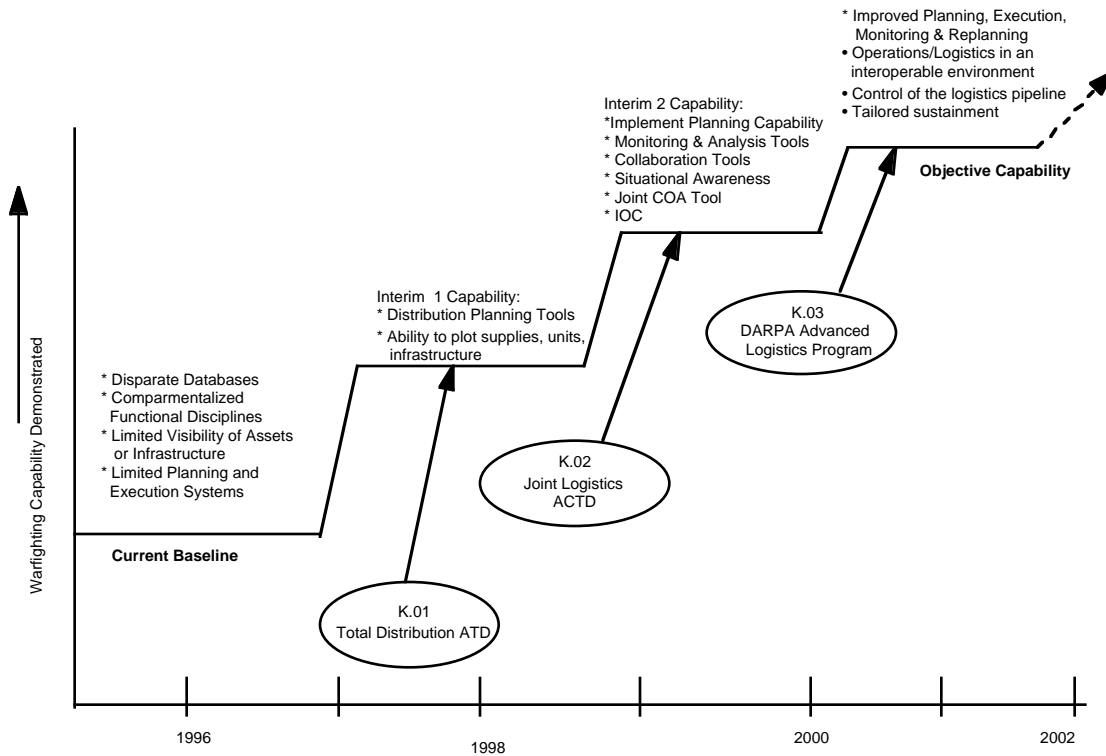 * Improved Planning, Execution,
Monitoring & Replanning
• Operations/Logistics in an
interoperable environment
• Control of the logistics pipeline
• Tailored sustainment
Objective Capability
Interim 2 Capability:
*Implement Planning Capability
* Monitoring & Analysis Tools
* Collaboration Tools
* Situational Awareness
* Joint COA Tool
* IOC
K.03
DARPA Advanced
Logistics Program
Interim 1 Capability:
* Distribution Planning Tools
* Ability to plot supplies, units,
infrastructure
K.02
Joint Logistics
ACTD
* Disparate Databases
* Comparmentalized
Functional Disciplines
* Limited Visibility of Assets
or Infrastructure
* Limited Planning and
Execution Systems
Current Baseline
K.01
Total Distribution ATD
Warfighting Capability Demonstrated
1996
1998
2000
2002